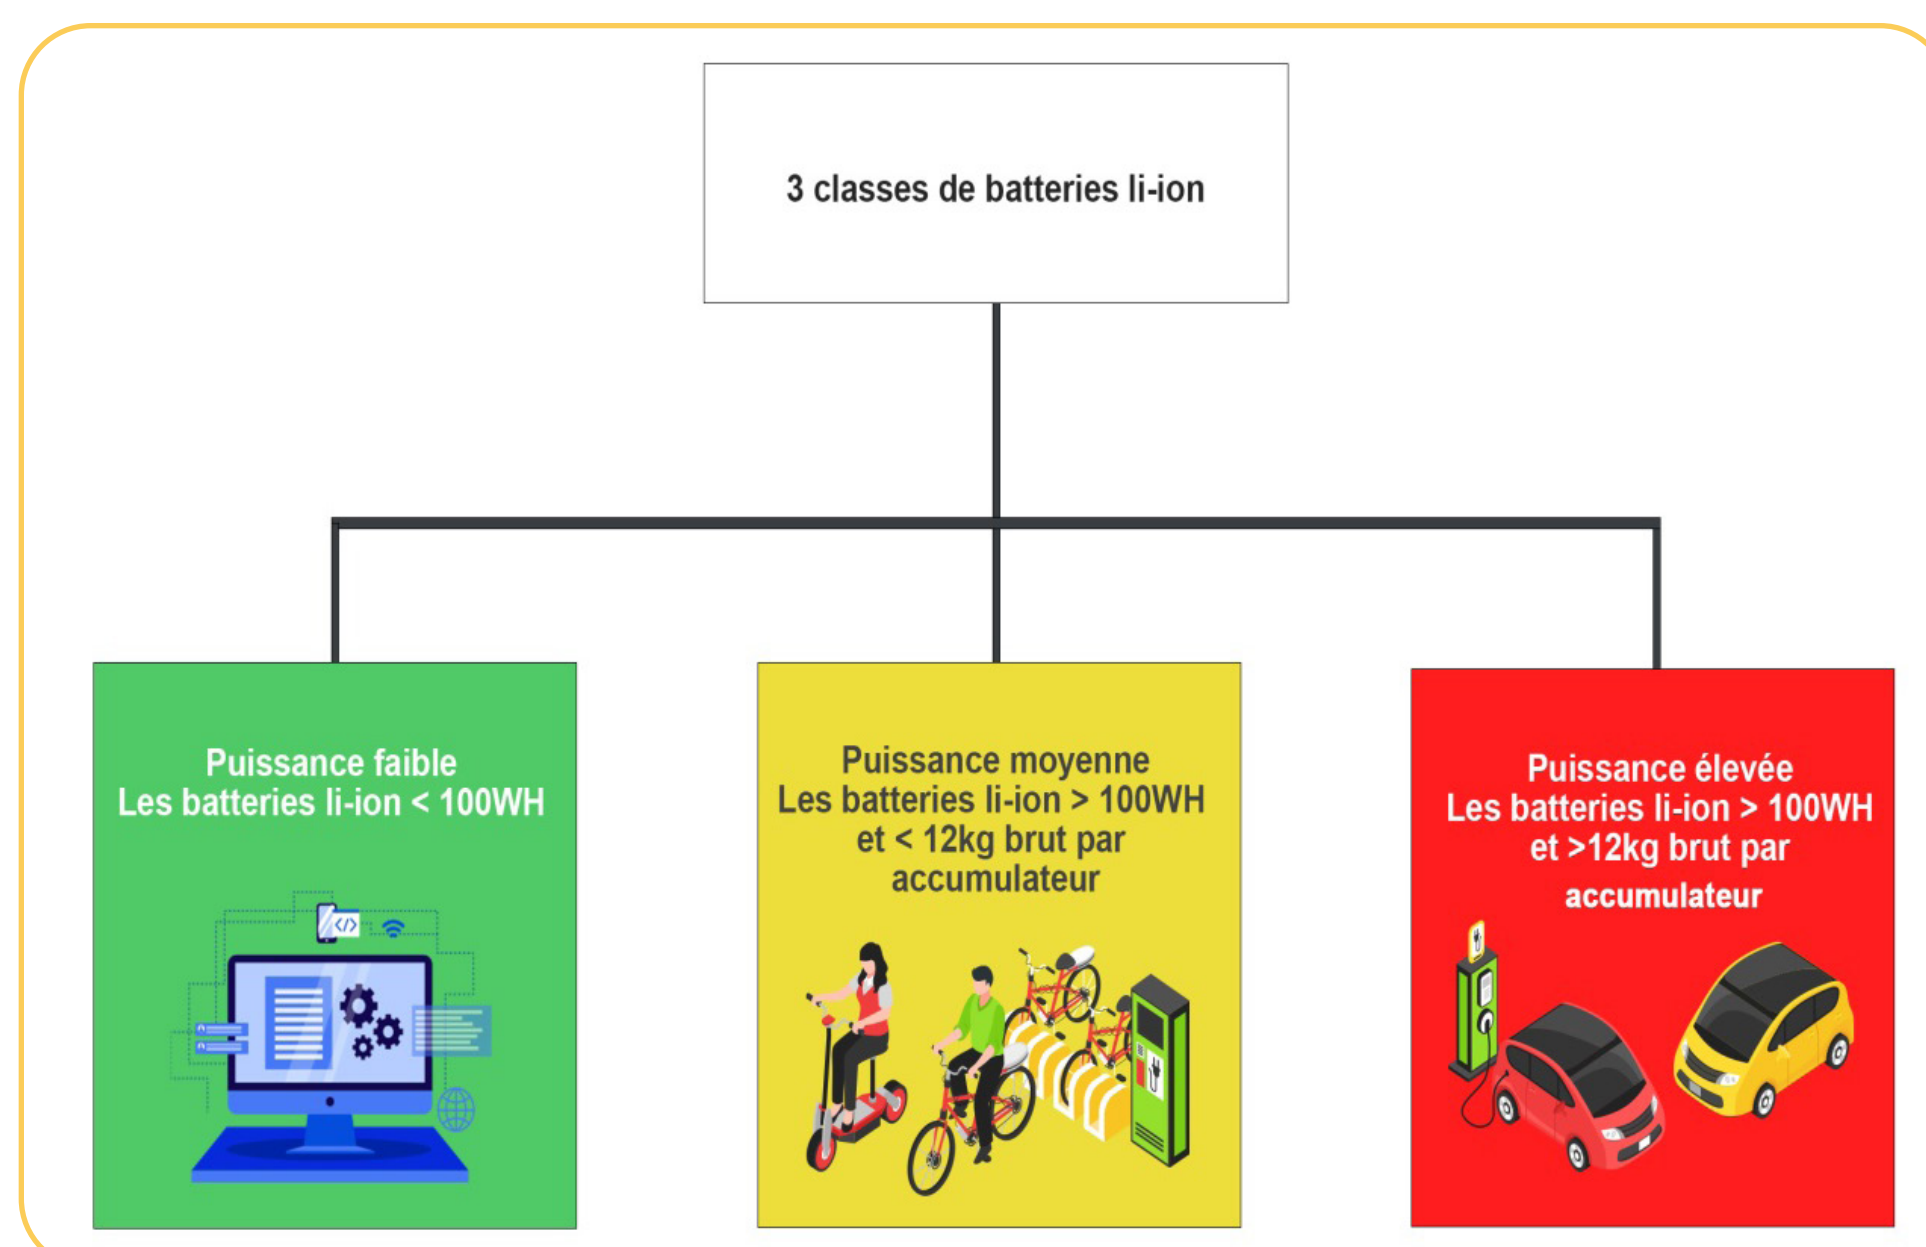 3 classes de batteries li-ion
Puissance faible
Les batteries li-ion < 100WH
</>
Puissance moyenne
Les batteries li-ion > 100WH
et < 12kg brut par
accumulateur
Puissance élevée
Les batteries li-ion > 100WH
et >12kg brut par
accumulateur